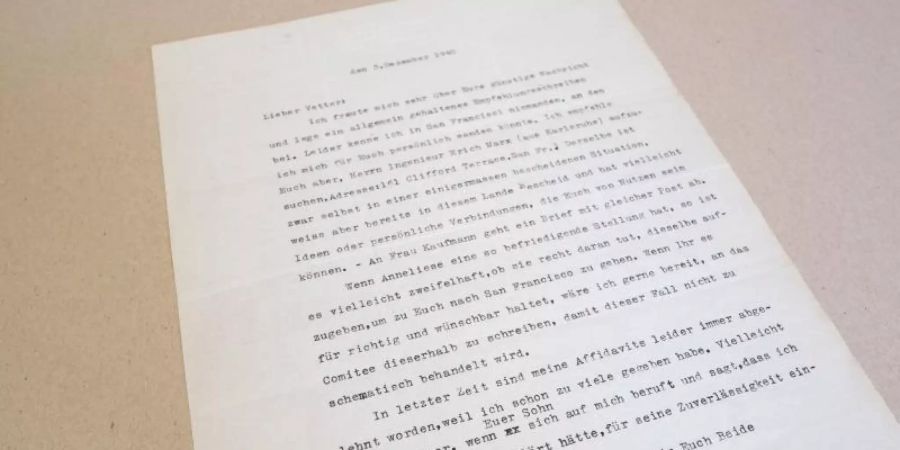 den 5.Dezember 1940
Lieber Vetter:
Ich freute mich sehr über Eure günstige Nachricht
und lege ein allgemein gehaltenes Empfehlungsschreiben
bei. Leider kenne ich in San Francisci niemanden, an den
ich mich für Euch persönlich wenden könnte. Ich empfehle
Euch aber, Herrn Ingenieur Erich Marx (aus Karlsruhe) aufzu-
suchen.Adresse:161 Clifford Terrace.San Fr.) Derselbe ist
zwar selbst in einer einigermassen bescheidenen Situation,
weiss aber bereits in diesem Lande Bescheid und hat vielleicht
Ideen oder persönliche Verbindungen, die Euch von Nutzen sein
können. - An Frau Kaufmann geht ein Brief mit gleicher Post ab.
Wenn Anneliese eine so befriedigende Stellung hat, so ist
es vielleicht zweifelhaft,ob sie recht daran tut, dieselbe auf-
zugeben,um zu Euch nach San Francisco zu gehen. Wenn Ihr es
für richtig und wünschbar haltet, wäre ich gerne bereit, an das
Comitee dieserhalb zu schreiben, damit dieser Fall nicht zu
schematisch behandelt wird.
In letzter Zeit sind meine Affidavits leider immer abge-
lehnt worden,weil ich schon zu viele gegeben habe. Vielleicht
Euer Sohn
wenn sich auf mich beruft und sagt,dass ich
hätte,für seine Zuverlässigkeit ein-
Euch Beide